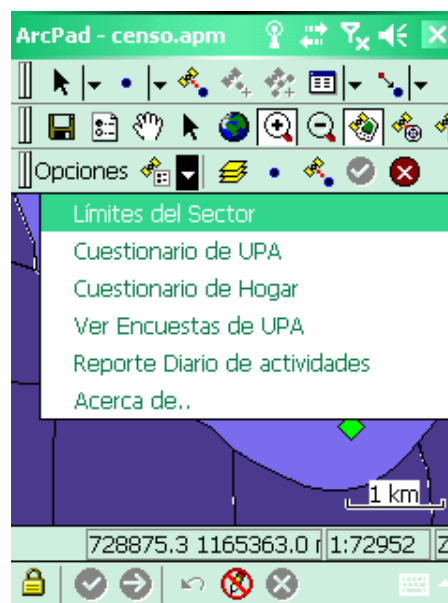 ArcPad - censo.apm
Opciones
Límites del Sector
Cuestionario de UPA
Cuestionario de Hogar
Ver Encuestas de UPA
Reporte Diario de actividades
Acerca de..
1 km
728875.3 1165363.0 r 1:72952 Z